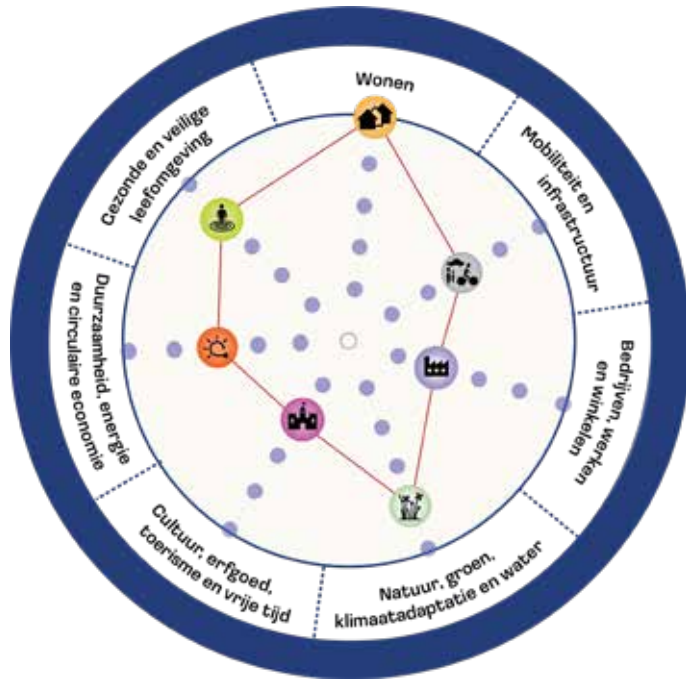 Wonen
Mobiliteit en
infrastructuur
Bedrijven, werken
en winkelen
Natuur, groen,
klimaatadaptatie en water
Cultuur, erfgoed,
toerisme en vrije tijd
Duurzaamheid, energie
en circulaire economie
Gezonde en veilige
leefomgeving